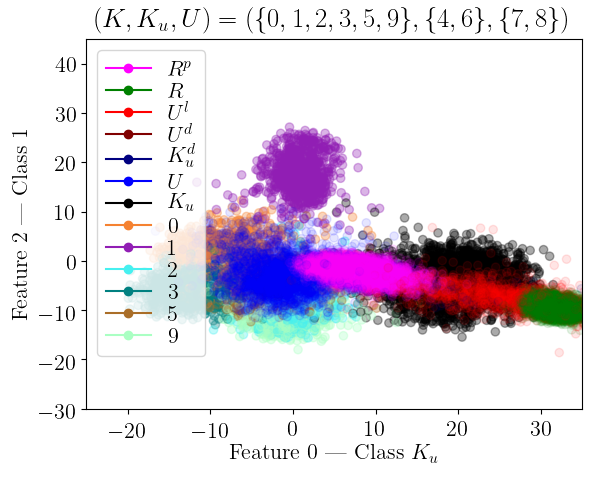 (K, K_u, U) = ({0, 1, 2, 3, 5, 9}, {4, 6}, {7, 8})
40
30
20
10
0
−10
−20
−30
Feature 2 — Class 1
R^p
R
U^l
U^d
K_u^d
U
K_u
0
1
2
3
5
9
−20 −10 0 10 20 30
Feature 0 — Class K_u